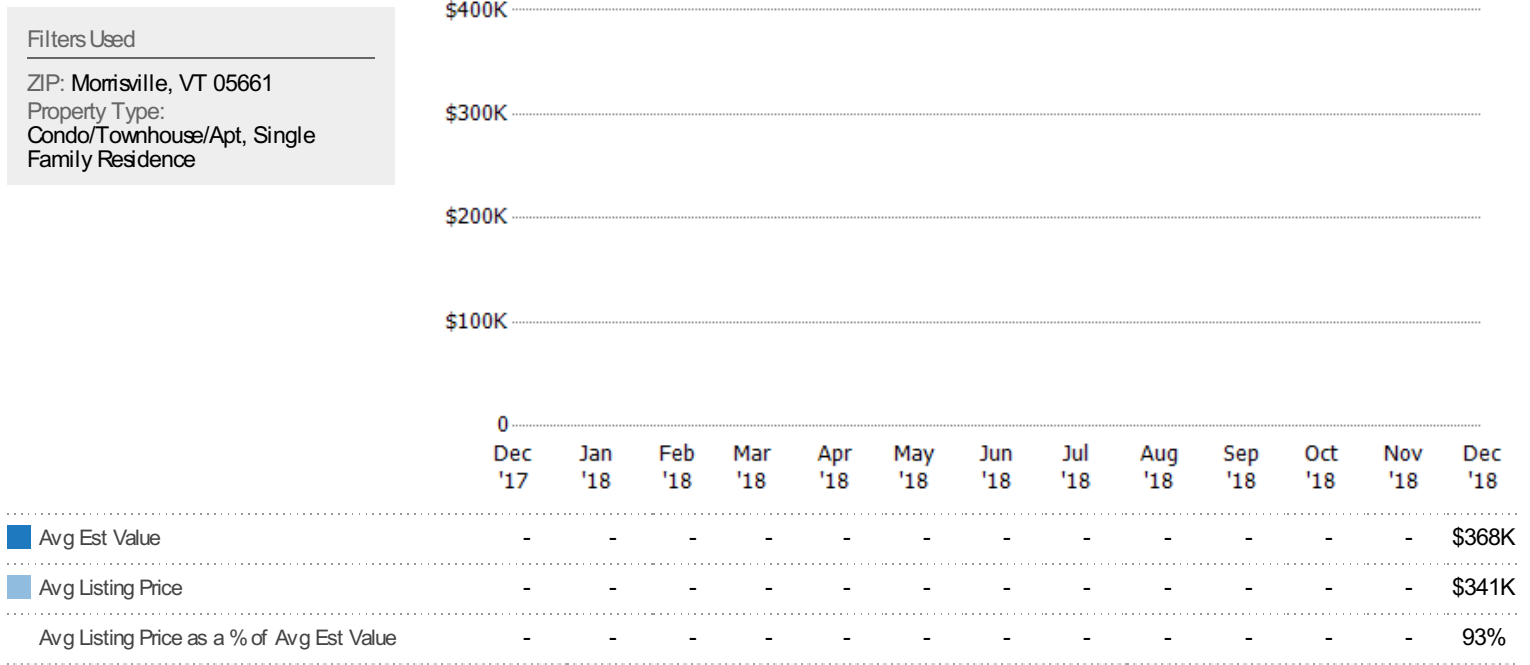 Filters Used
ZIP: Morrisville, VT 05661
Property Type:
Condo/Townhouse/Apt, Single
Family Residence
$400K
$300K
$200K
$100K
0
Dec Jan Feb Mar Apr May Jun Jul Aug Sep Oct Nov Dec
'17 '18 '18 '18 '18 '18 '18 '18 '18 '18 '18 '18 '18
Avg Est Value - - - - - - - - - - - - $368K
Avg Listing Price - - - - - - - - - - - - $341K
Avg Listing Price as a % of Avg Est Value - - - - - - - - - - - - 93%